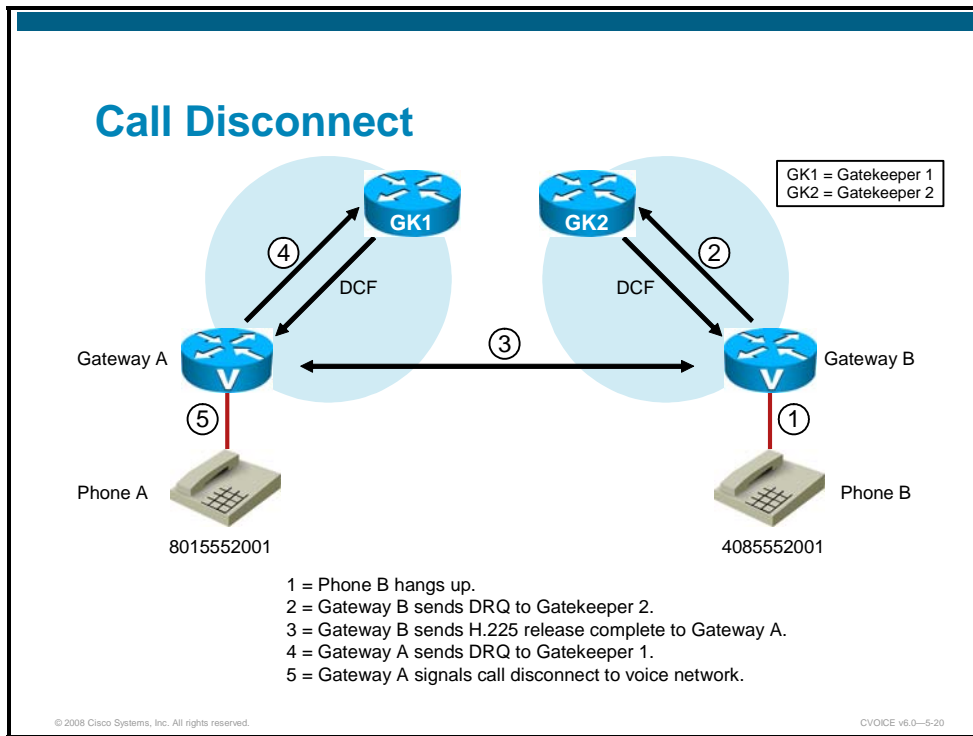 Call Disconnect
GK1 = Gatekeeper 1
GK2 = Gatekeeper 2
GK1
GK2
4
2
DCF
DCF
3
Gateway A
Gateway B
V
V
5
1
Phone A
Phone B
8015552001
4085552001
1 = Phone B hangs up.
2 = Gateway B sends DRQ to Gatekeeper 2.
3 = Gateway B sends H.225 release complete to Gateway A.
4 = Gateway A sends DRQ to Gatekeeper 1.
5 = Gateway A signals call disconnect to voice network.
© 2008 Cisco Systems, Inc. All rights reserved.
CVOICE v6.0—5-20